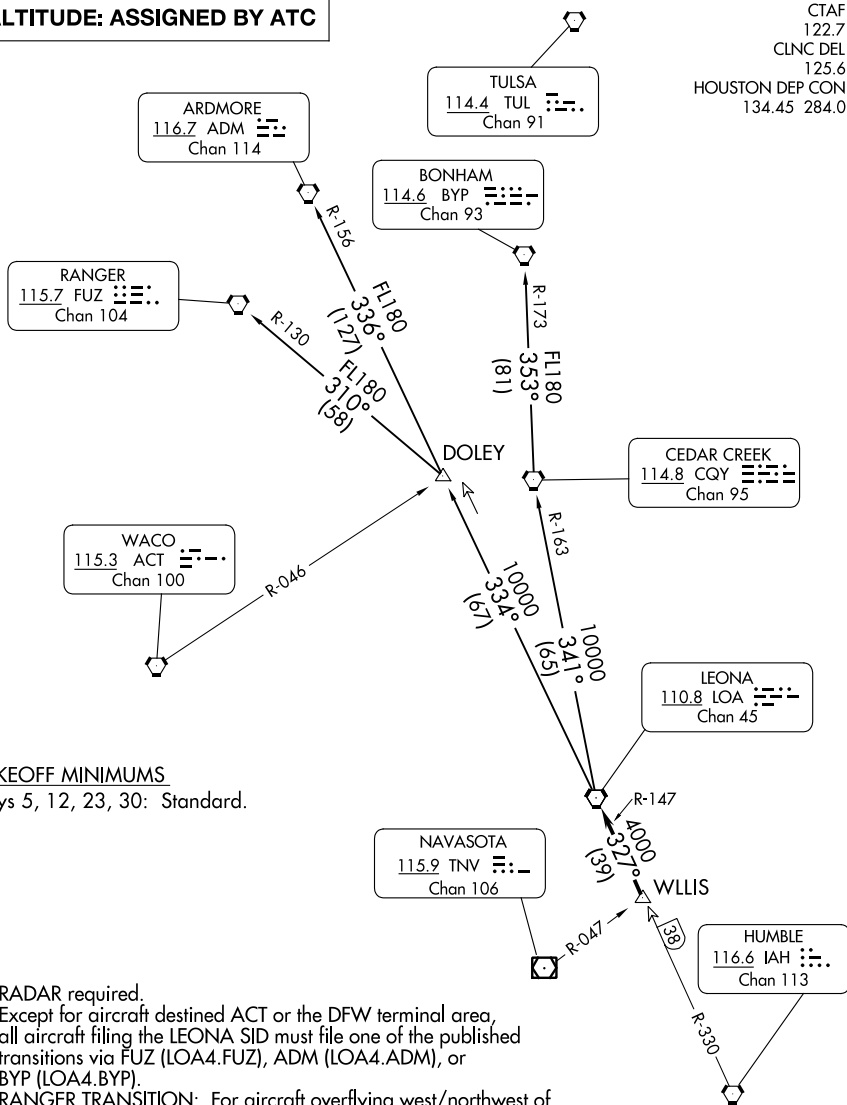 ALTITUDE: ASSIGNED BY ATC
CTAF
122.7
CLNC DEL
125.6
HOUSTON DEP CON
134.45 284.0
TULSA
114.4 TUL
Chan 91
ARDMORE
116.7 ADM
Chan 114
BONHAM
114.6 BYP
Chan 93
RANGER
115.7 FUZ
Chan 104
R-156
R-130
R-173
FL180
336°
(127)
FL180
310°
(58)
FL180
353°
(81)
DOLEY
CEDAR CREEK
114.8 CQY
Chan 95
R-163
WACO
115.3 ACT
Chan 100
R-046
10000
334°
(67)
10000
341°
(65)
LEONA
110.8 LOA
Chan 45
KEOFF MINIMUMS
ys 5, 12, 23, 30: Standard.
R-147
4000
327°
(39)
NAVASOTA
115.9 TNV
Chan 106
WLLIS
R-047
38
HUMBLE
116.6 IAH
Chan 113
R-330
RADAR required.
Except for aircraft destined ACT or the DFW terminal area,
all aircraft filing the LEONA SID must file one of the published
transitions via FUZ (LOA4.FUZ), ADM (LOA4.ADM), or
BYP (LOA4.BYP).
RANGER TRANSITION: For aircraft overflying west/northwest of